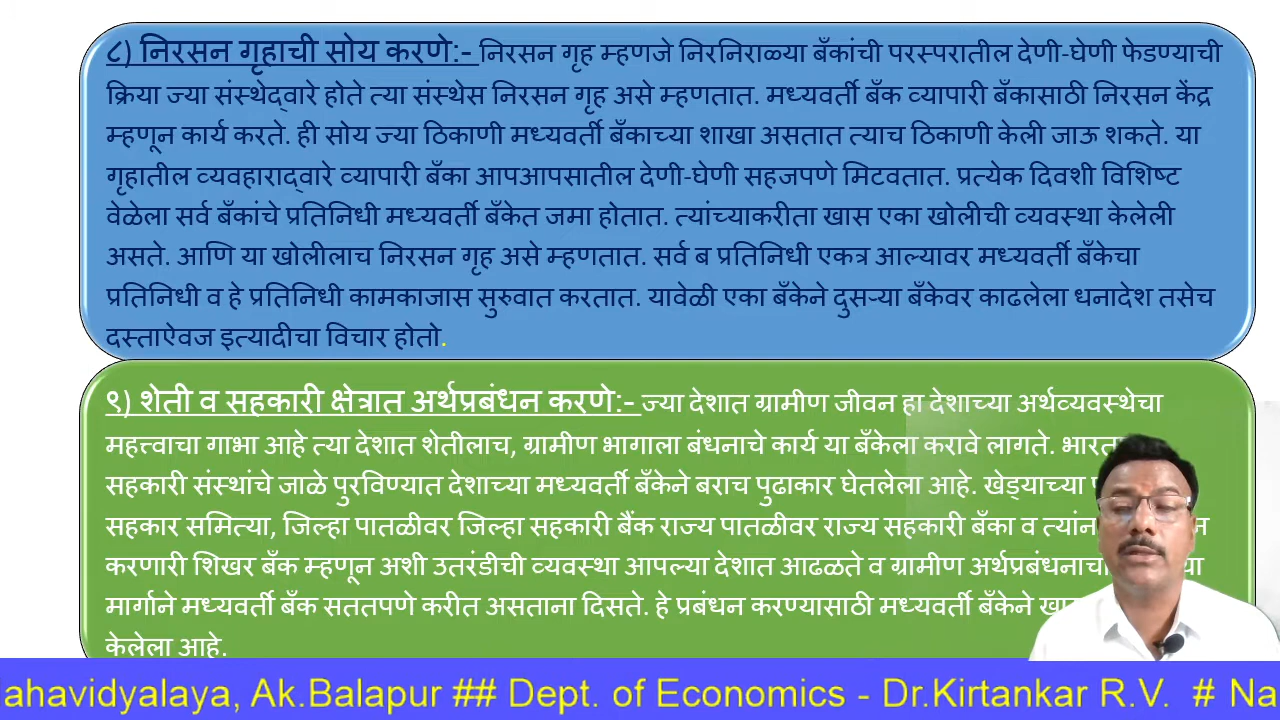 ८) निरसन गृहाची सोय करणे:- निरसन गृह म्हणजे निरनिराळ्या बँकांची परस्परातील देणी-घेणी फेडण्याची
क्रिया ज्या संस्थेद्वारे होते त्या संस्थेस निरसन गृह असे म्हणतात. मध्यवर्ती बँक व्यापारी बँकासाठी निरसन केंद्र
म्हणून कार्य करते. ही सोय ज्या ठिकाणी मध्यवर्ती बँकाच्या शाखा असतात त्याच ठिकाणी केली जाऊ शकते. या
गृहातील व्यवहाराद्वारे व्यापारी बँका आपआपसातील देणी-घेणी सहजपणे मिटवतात. प्रत्येक दिवशी विशिष्ट
वेळेला सर्व बँकांचे प्रतिनिधी मध्यवर्ती बँकेत जमा होतात. त्यांच्याकरीता खास एका खोलीची व्यवस्था केलेली
असते. आणि या खोलीलाच निरसन गृह असे म्हणतात. सर्व ब प्रतिनिधी एकत्र आल्यावर मध्यवर्ती बँकेचा
प्रतिनिधी व हे प्रतिनिधी कामकाजास सुरुवात करतात. यावेळी एका बँकेने दुसऱ्या बँकेवर काढलेला धनादेश तसेच
दस्ताऐवज इत्यादीचा विचार होतो.
९) शेती व सहकारी क्षेत्रात अर्थप्रबंधन करणे:- ज्या देशात ग्रामीण जीवन हा देशाच्या अर्थव्यवस्थेचा
महत्त्वाचा गाभा आहे त्या देशात शेतीलाच, ग्रामीण भागाला बंधनाचे कार्य या बँकेला करावे लागते.
सहकारी संस्थांचे जाळे पुरविण्यात देशाच्या मध्यवर्ती बँकेने बराच पुढाकार घेतलेला आहे. खेड्याच्या
सहकार समित्या, जिल्हा पातळीवर जिल्हा सहकारी बैंक राज्य पातळीवर राज्य सहकारी बँका व
करणारी शिखर बँक म्हणून अशी उतरंडीची व्यवस्था आपल्या देशात आढळते व
मार्गाने मध्यवर्ती बँक सततपणे करीत असताना दिसते. हे प्रबंधन करण्यासाठी मध्यवर्ती बँकेने
केलेला आहे.
ahavidyalaya, Ak.Balapur ## Dept. of Economics - Dr.Kirtankar R.V. # Na